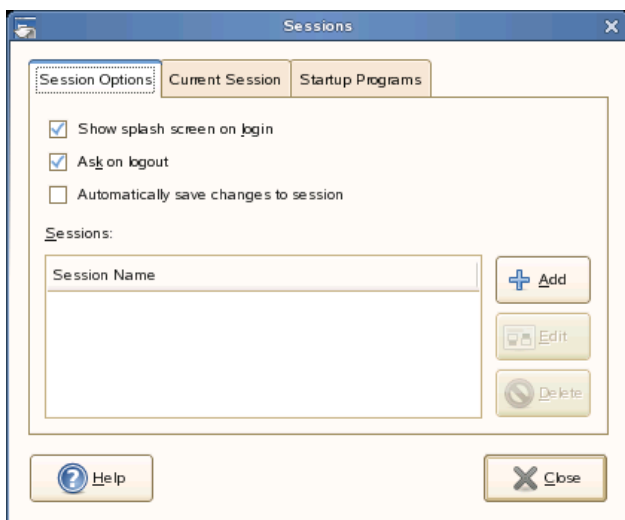 Sessions
Session Options
Current Session
Startup Programs
Show splash screen on login
Ask on logout
Automatically save changes to session
Sessions:
Session Name
Add
Edit
Delete
Help
Close